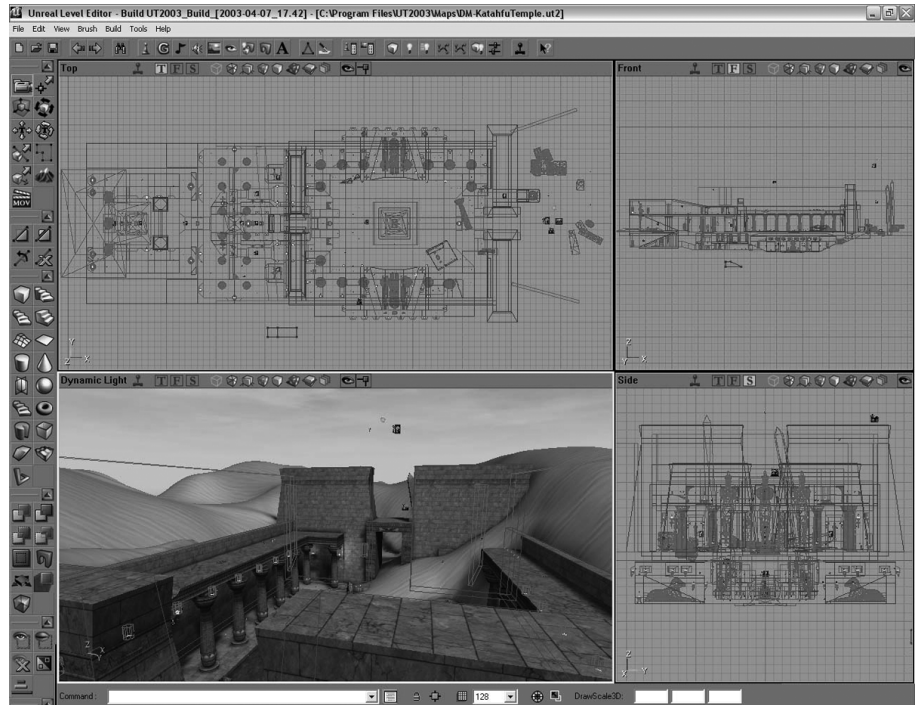 Unreal Level Editor - Build UT2003_Build_[2003-04-07_17.42] - [C:\Program Files\UT2003\Maps\DM-KatahfuTemple.ut2]
File Edit View Brush Build Tools Help
Top T F S
Front T F S
MOV
Y
Z X
Z
Y X
Dynamic Light T F S
Side T F S
Z
Y X
Z
X Y
Command : 128 DrawScale3D: